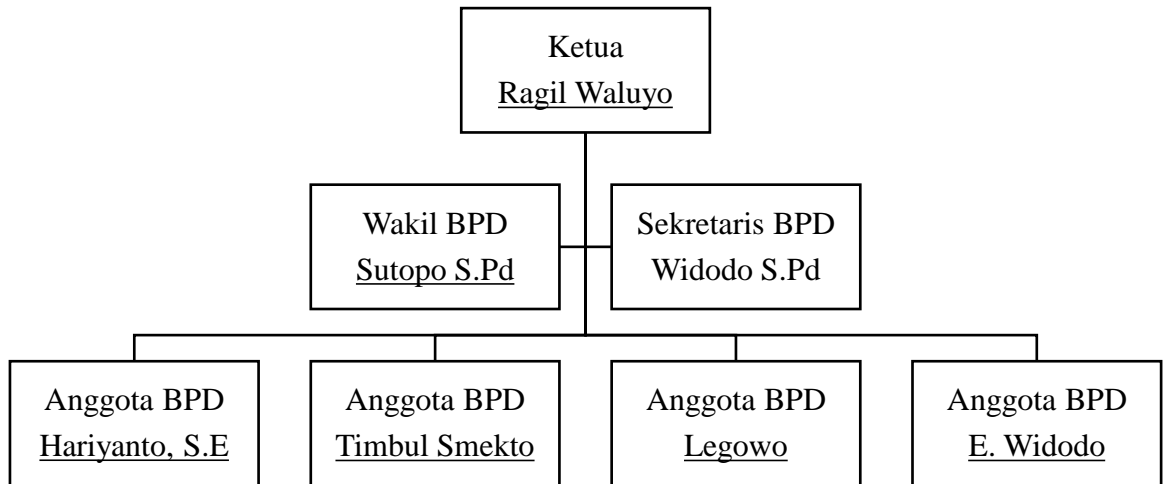 Ketua
Ragil Waluyo
Wakil BPD
Sutopo S.Pd
Sekretaris BPD
Widodo S.Pd
Anggota BPD
Hariyanto, S.E
Anggota BPD
Timbul Smekto
Anggota BPD
Legowo
Anggota BPD
E. Widodo